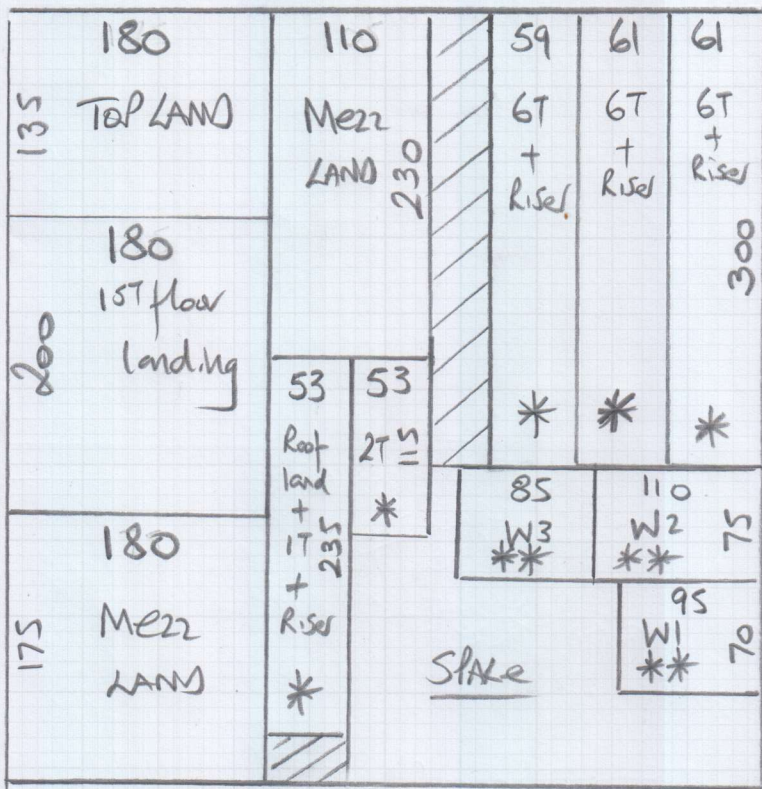 180
135
TOP LAND
180
200
1ST floor
landing
180
175
Mezz
LAND
110
Mezz
LAND
230
53
Roof
land
+
1T
+
Riser
235
*
53
2T
115
*
59
6T
+
Riser
*
61
6T
+
Riser
*
61
6T
+
Riser
300
*
85
W3
**
110
W2
**
75
95
W1
**
70
SPARE